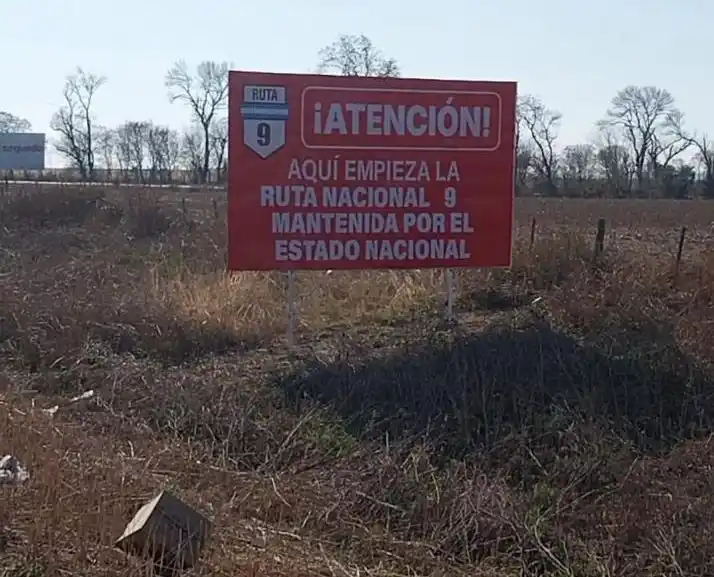 RUTA
9
¡ATENCIÓN!
AQUÍ EMPIEZA LA
RUTA NACIONAL 9
MANTENIDA POR EL
ESTADO NACIONAL